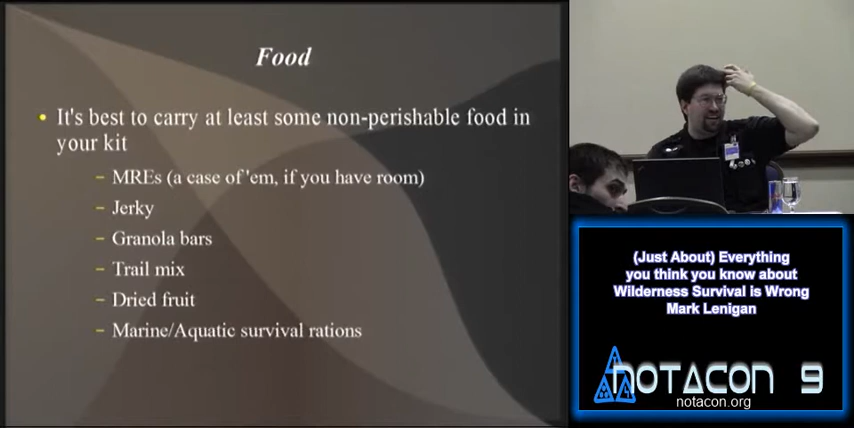 Food
• It's best to carry at least some non-perishable food in
your kit
– MREs (a case of 'em, if you have room)
– Jerky
– Granola bars
– Trail mix
– Dried fruit
– Marine/Aquatic survival rations
(Just About) Everything
you think you know about
Wilderness Survival is Wrong
Mark Lenigan
NOTACON 9
notacon.org